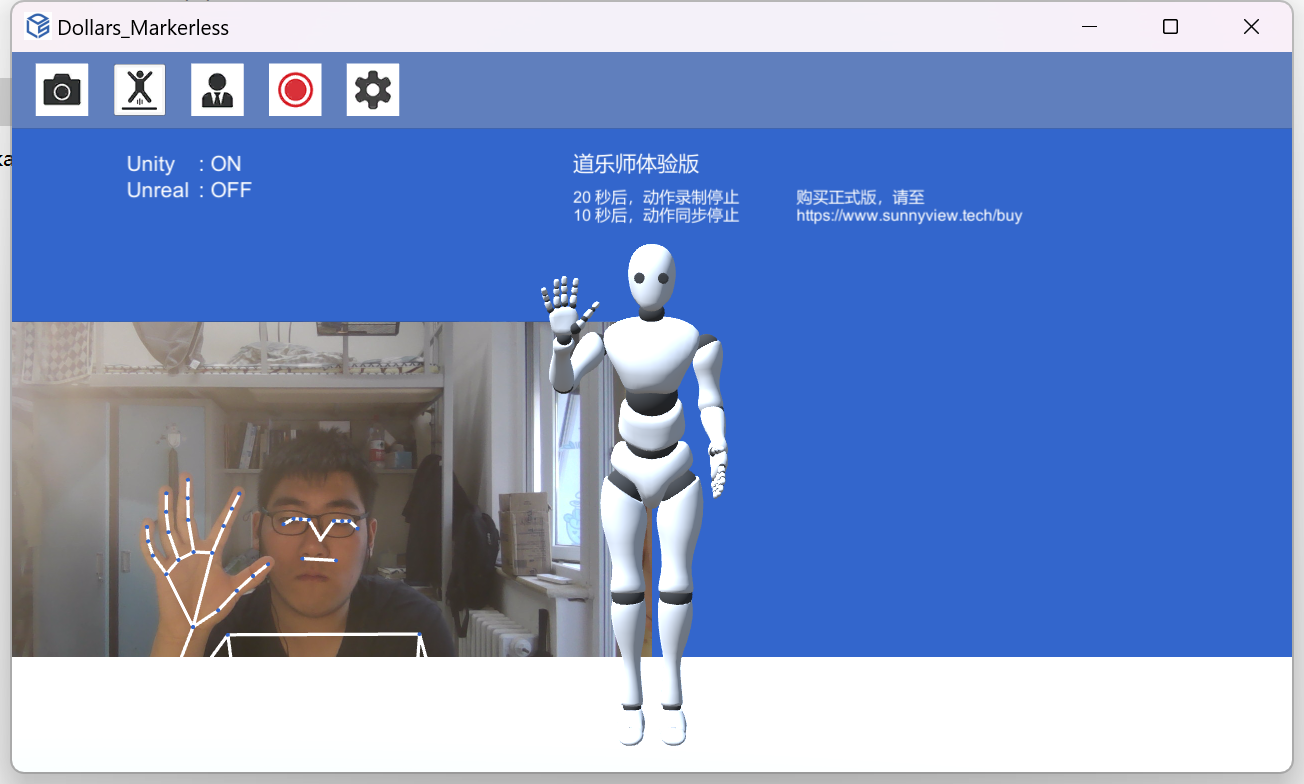 Dollars_Markerless
Unity : ON
Unreal : OFF
道乐师体验版
20 秒后，动作录制停止
10 秒后，动作同步停止
购买正式版，请至
https://www.sunnyview.tech/buy